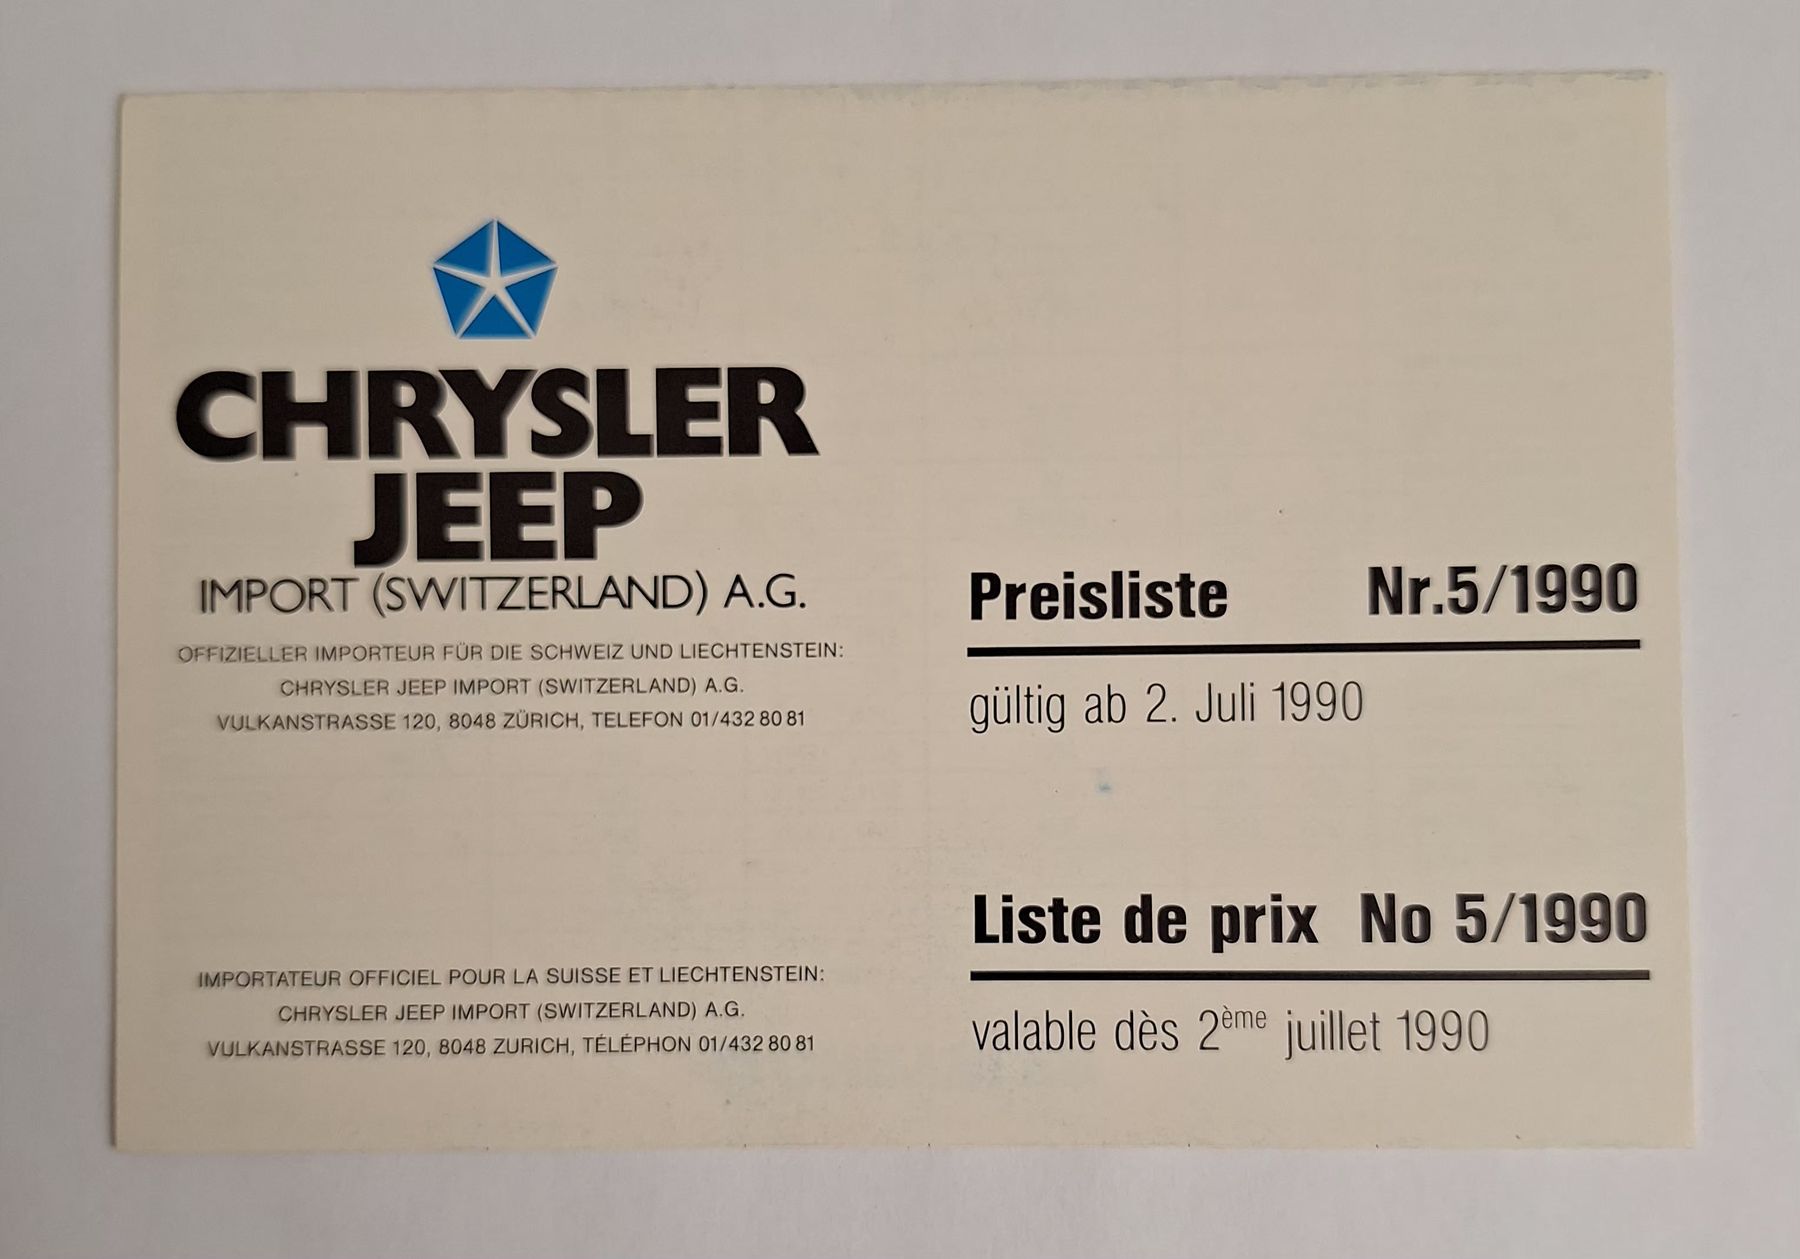 CHRYSLER
JEEP
IMPORT (SWITZERLAND) A.G.
OFFIZIELLER IMPORTEUR FÜR DIE SCHWEIZ UND LIECHTENSTEIN:
CHRYSLER JEEP IMPORT (SWITZERLAND) A.G.
VULKANSTRASSE 120, 8048 ZÜRICH, TELEFON 01/432 80 81
IMPORTATEUR OFFICIEL POUR LA SUISSE ET LIECHTENSTEIN:
CHRYSLER JEEP IMPORT (SWITZERLAND) A.G.
VULKANSTRASSE 120, 8048 ZURICH, TÉLÉPHON 01/432 80 81
Preisliste Nr.5/1990
gültig ab 2. Juli 1990
Liste de prix No 5/1990
valable dès 2ème juillet 1990